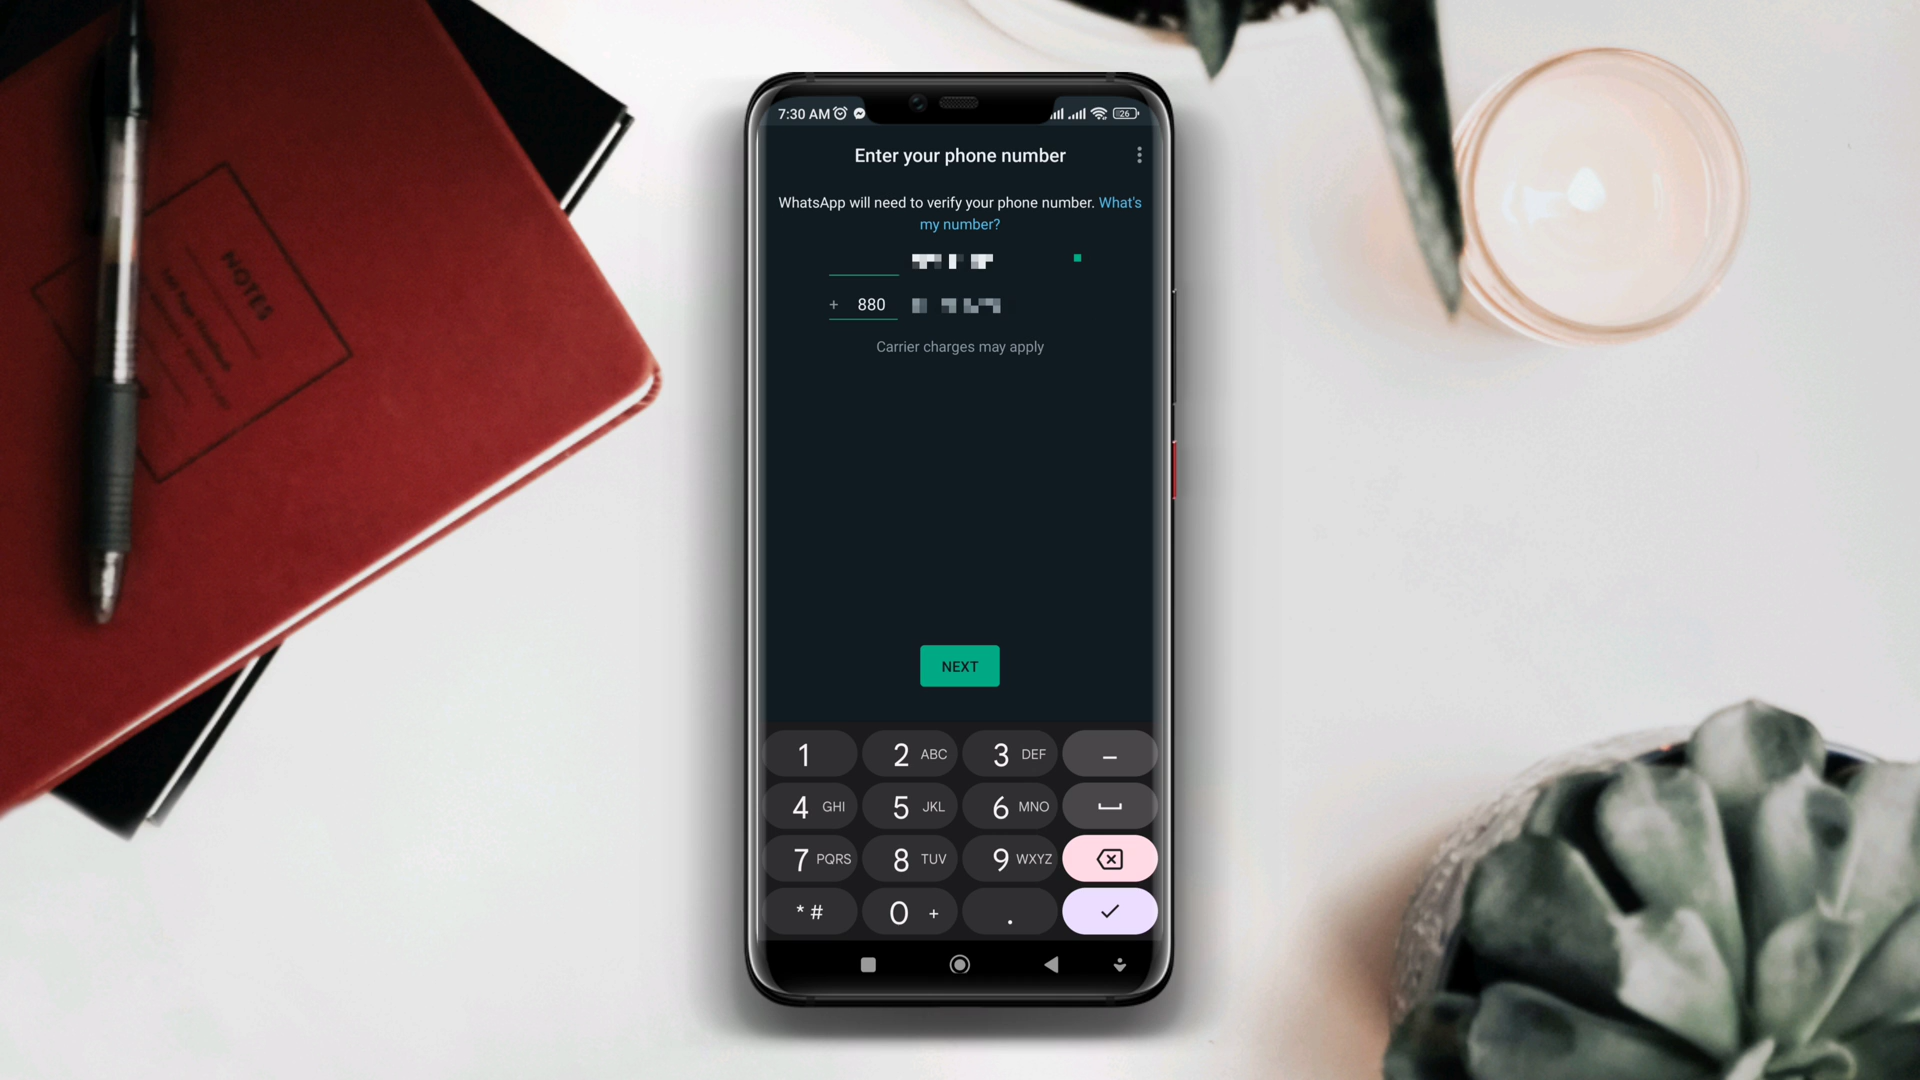 NOTES
7:30 AM
26
Enter your phone number
WhatsApp will need to verify your phone number. What's
my number?
+ 880
Carrier charges may apply
NEXT
1
2 ABC
3 DEF
–
4 GHI
5 JKL
6 MNO
7 PQRS
8 TUV
9 WXYZ
* #
0 +
.